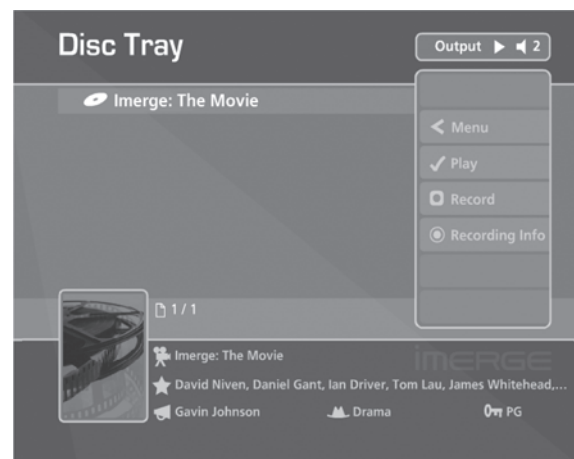 Disc Tray
Output 2
Imerge: The Movie
Menu
Play
Record
Recording Info
1 / 1
Imerge: The Movie
imerge
David Niven, Daniel Gant, Ian Driver, Tom Lau, James Whitehead,...
Gavin Johnson Drama PG